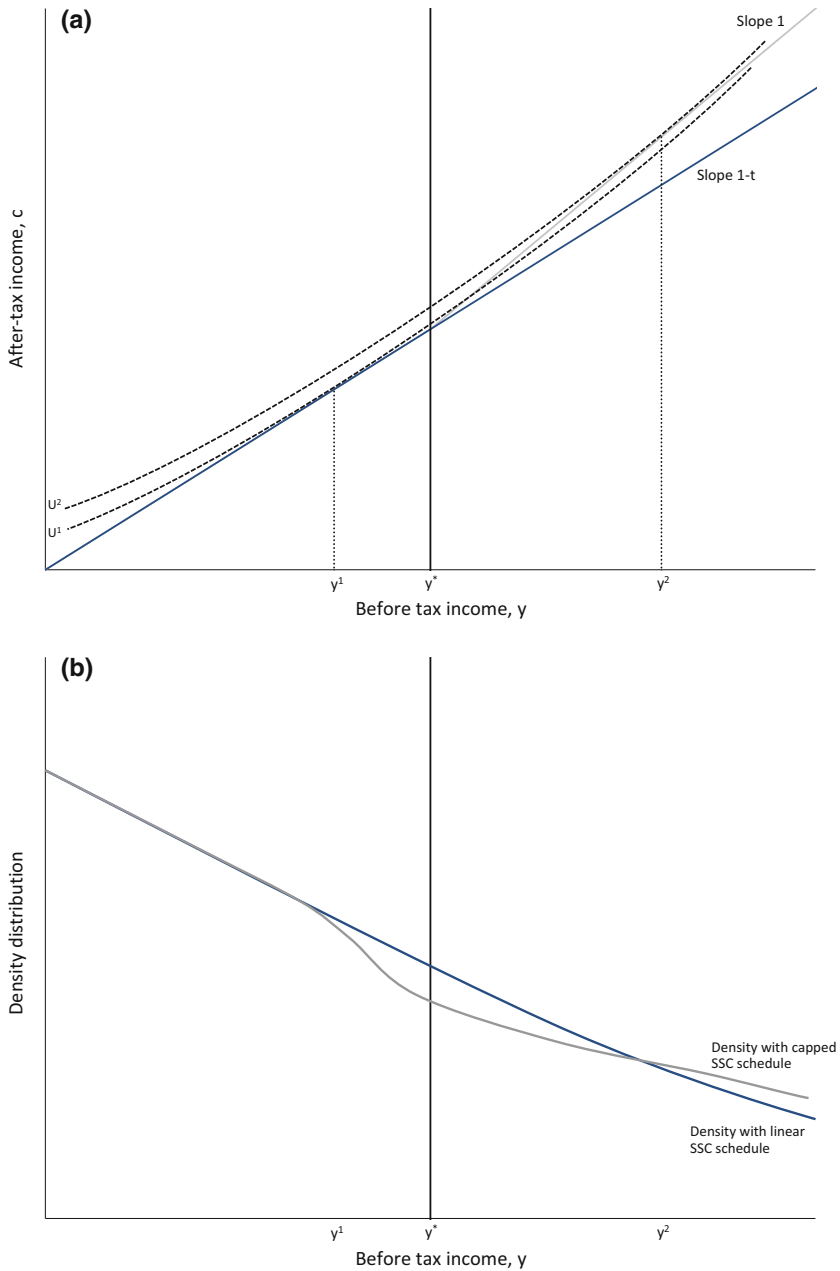 (a)
Slope 1
Slope 1-t
After-tax income, c
U²
U¹
y¹
y*
y²
Before tax income, y
(b)
Density distribution
Density with capped
SSC schedule
Density with linear
SSC schedule
y¹
y*
y²
Before tax income, y